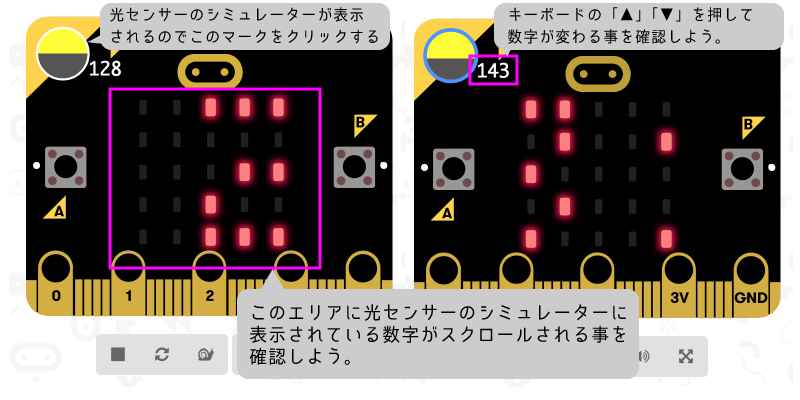 光センサーのシミュレーターが表示
されるのでこのマークをクリックする
キーボードの「▲」「▼」を押して
数字が変わる事を確認しよう。
128
143
B
B
A
A
0
1
2
3V
GND
このエリアに光センサーのシミュレーターに
表示されている数字がスクロールされる事を
確認しよう。